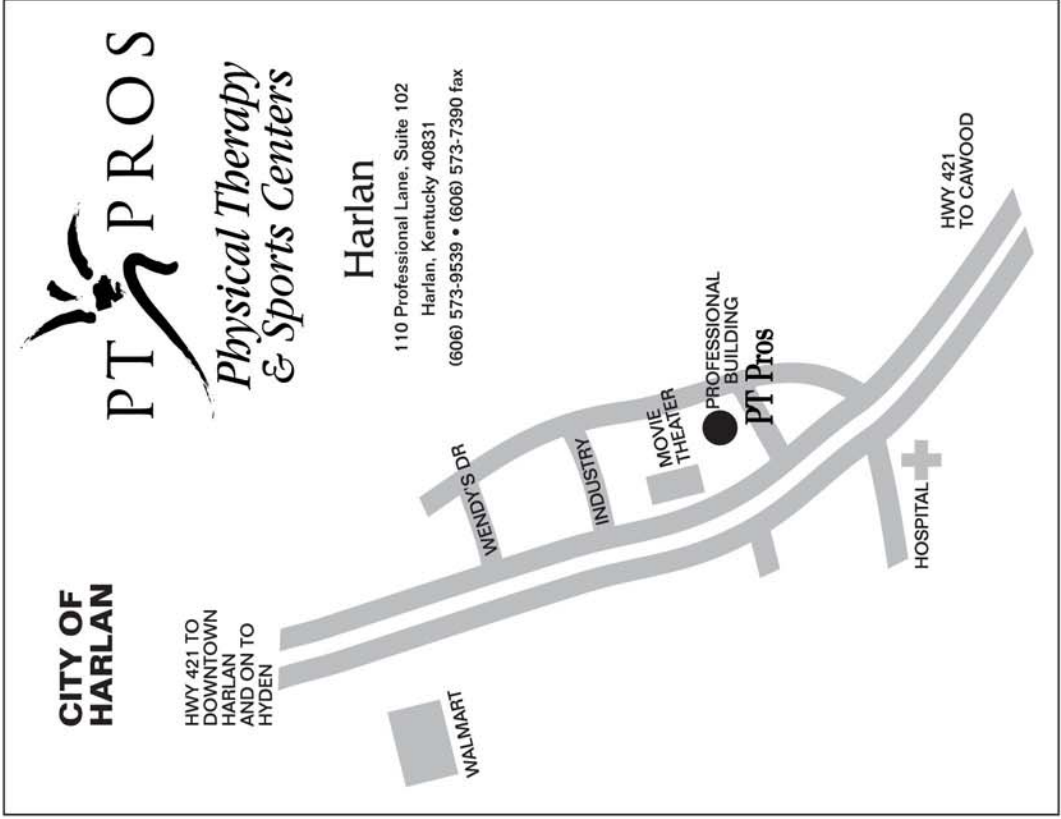 PT PROS
Physical Therapy
& Sports Centers
Harlan
110 Professional Lane, Suite 102
Harlan, Kentucky 40831
(606) 573-9539 • (606) 573-7390 fax
CITY OF
HARLAN
HWY 421 TO
DOWNTOWN
HARLAN
AND ON TO
HYDEN
WALMART
WENDY'S DR
INDUSTRY
MOVIE
THEATER
PROFESSIONAL
BUILDING
PT Pros
HOSPITAL
HWY 421
TO CAWOOD